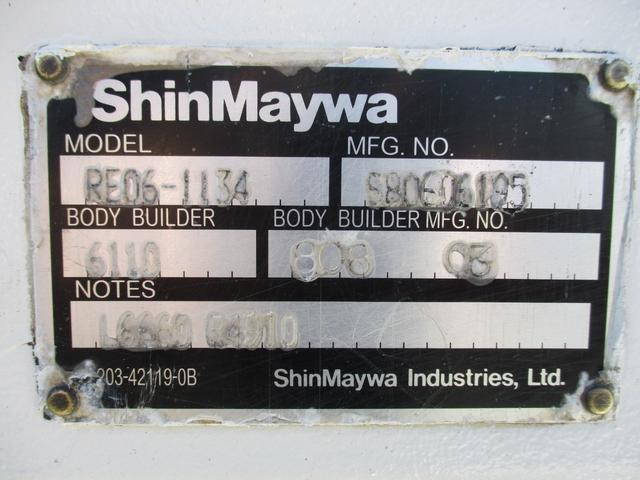 ShinMaywa
MODEL MFG. NO.
RE06-1134
BODY BUILDER BODY BUILDER MFG. NO.
6110 808 03
NOTES
203-42119-0B ShinMaywa Industries, Ltd.